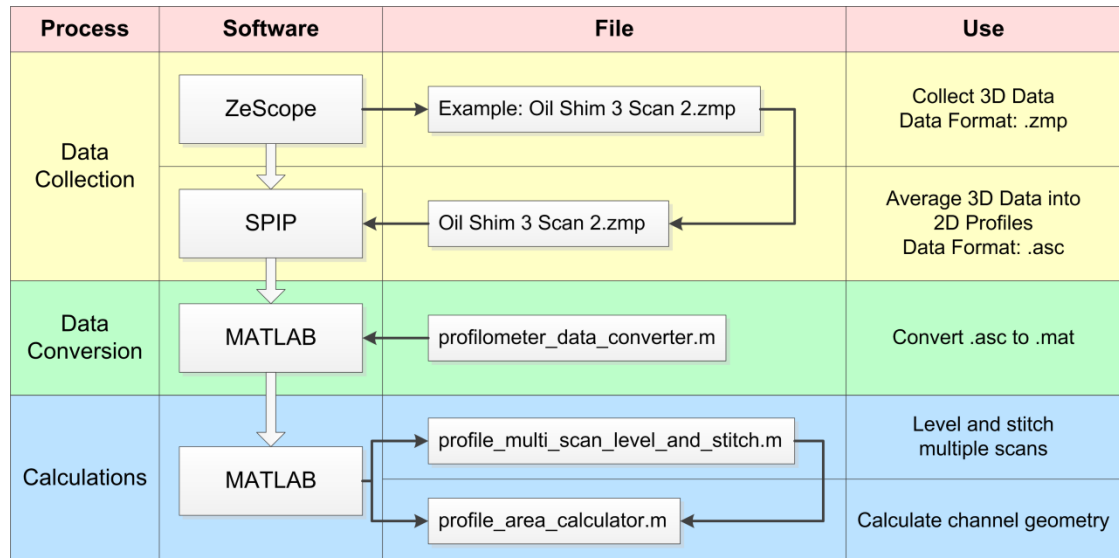 Process
Software
File
Use
Data
Collection
ZeScope
Example: Oil Shim 3 Scan 2.zmp
Collect 3D Data
Data Format: .zmp
SPIP
Oil Shim 3 Scan 2.zmp
Average 3D Data into
2D Profiles
Data Format: .asc
Data
Conversion
MATLAB
profilometer_data_converter.m
Convert .asc to .mat
Calculations
MATLAB
profile_multi_scan_level_and_stitch.m
Level and stitch
multiple scans
profile_area_calculator.m
Calculate channel geometry